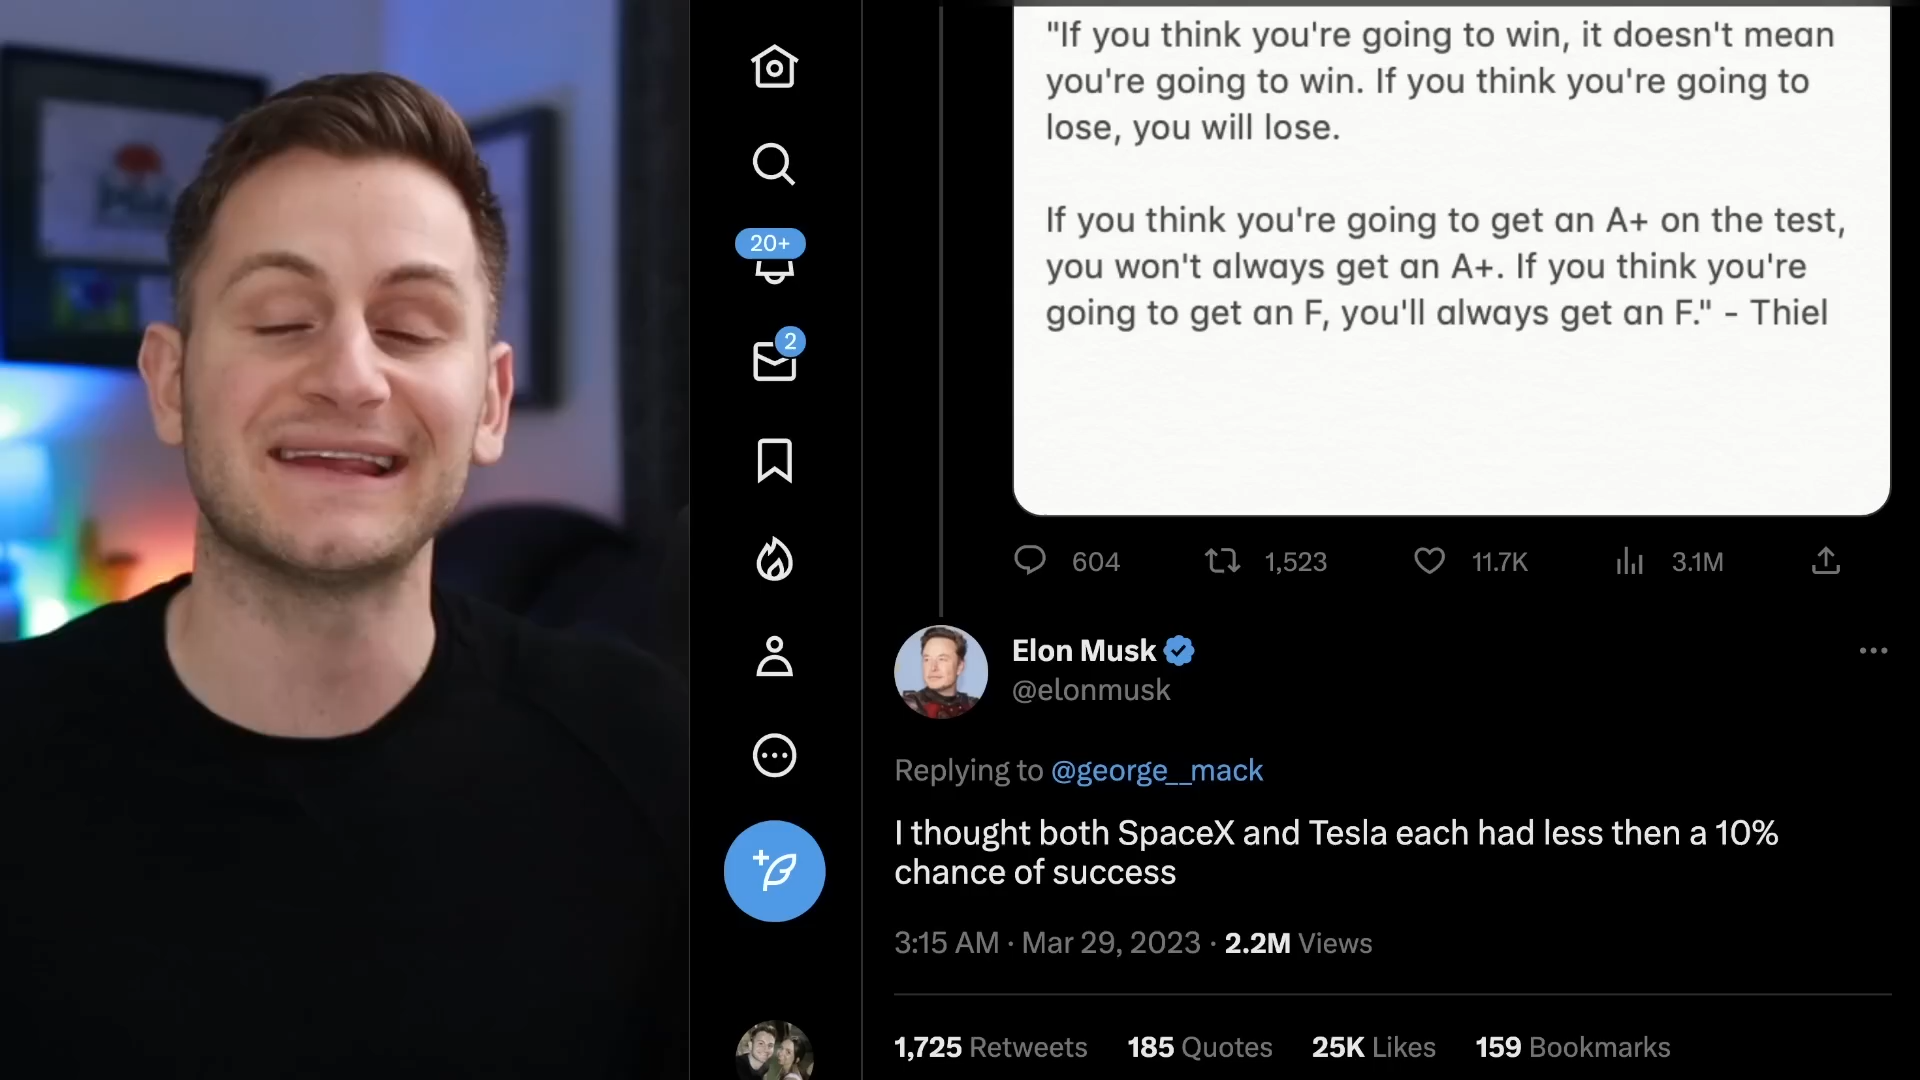 "If you think you're going to win, it doesn't mean
you're going to win. If you think you're going to
lose, you will lose.
If you think you're going to get an A+ on the test,
you won't always get an A+. If you think you're
going to get an F, you'll always get an F." - Thiel
20+
2
604 1,523 11.7K 3.1M
Elon Musk
@elonmusk
Replying to @george__mack
I thought both SpaceX and Tesla each had less then a 10%
chance of success
3:15 AM · Mar 29, 2023 · 2.2M Views
1,725 Retweets 185 Quotes 25K Likes 159 Bookmarks